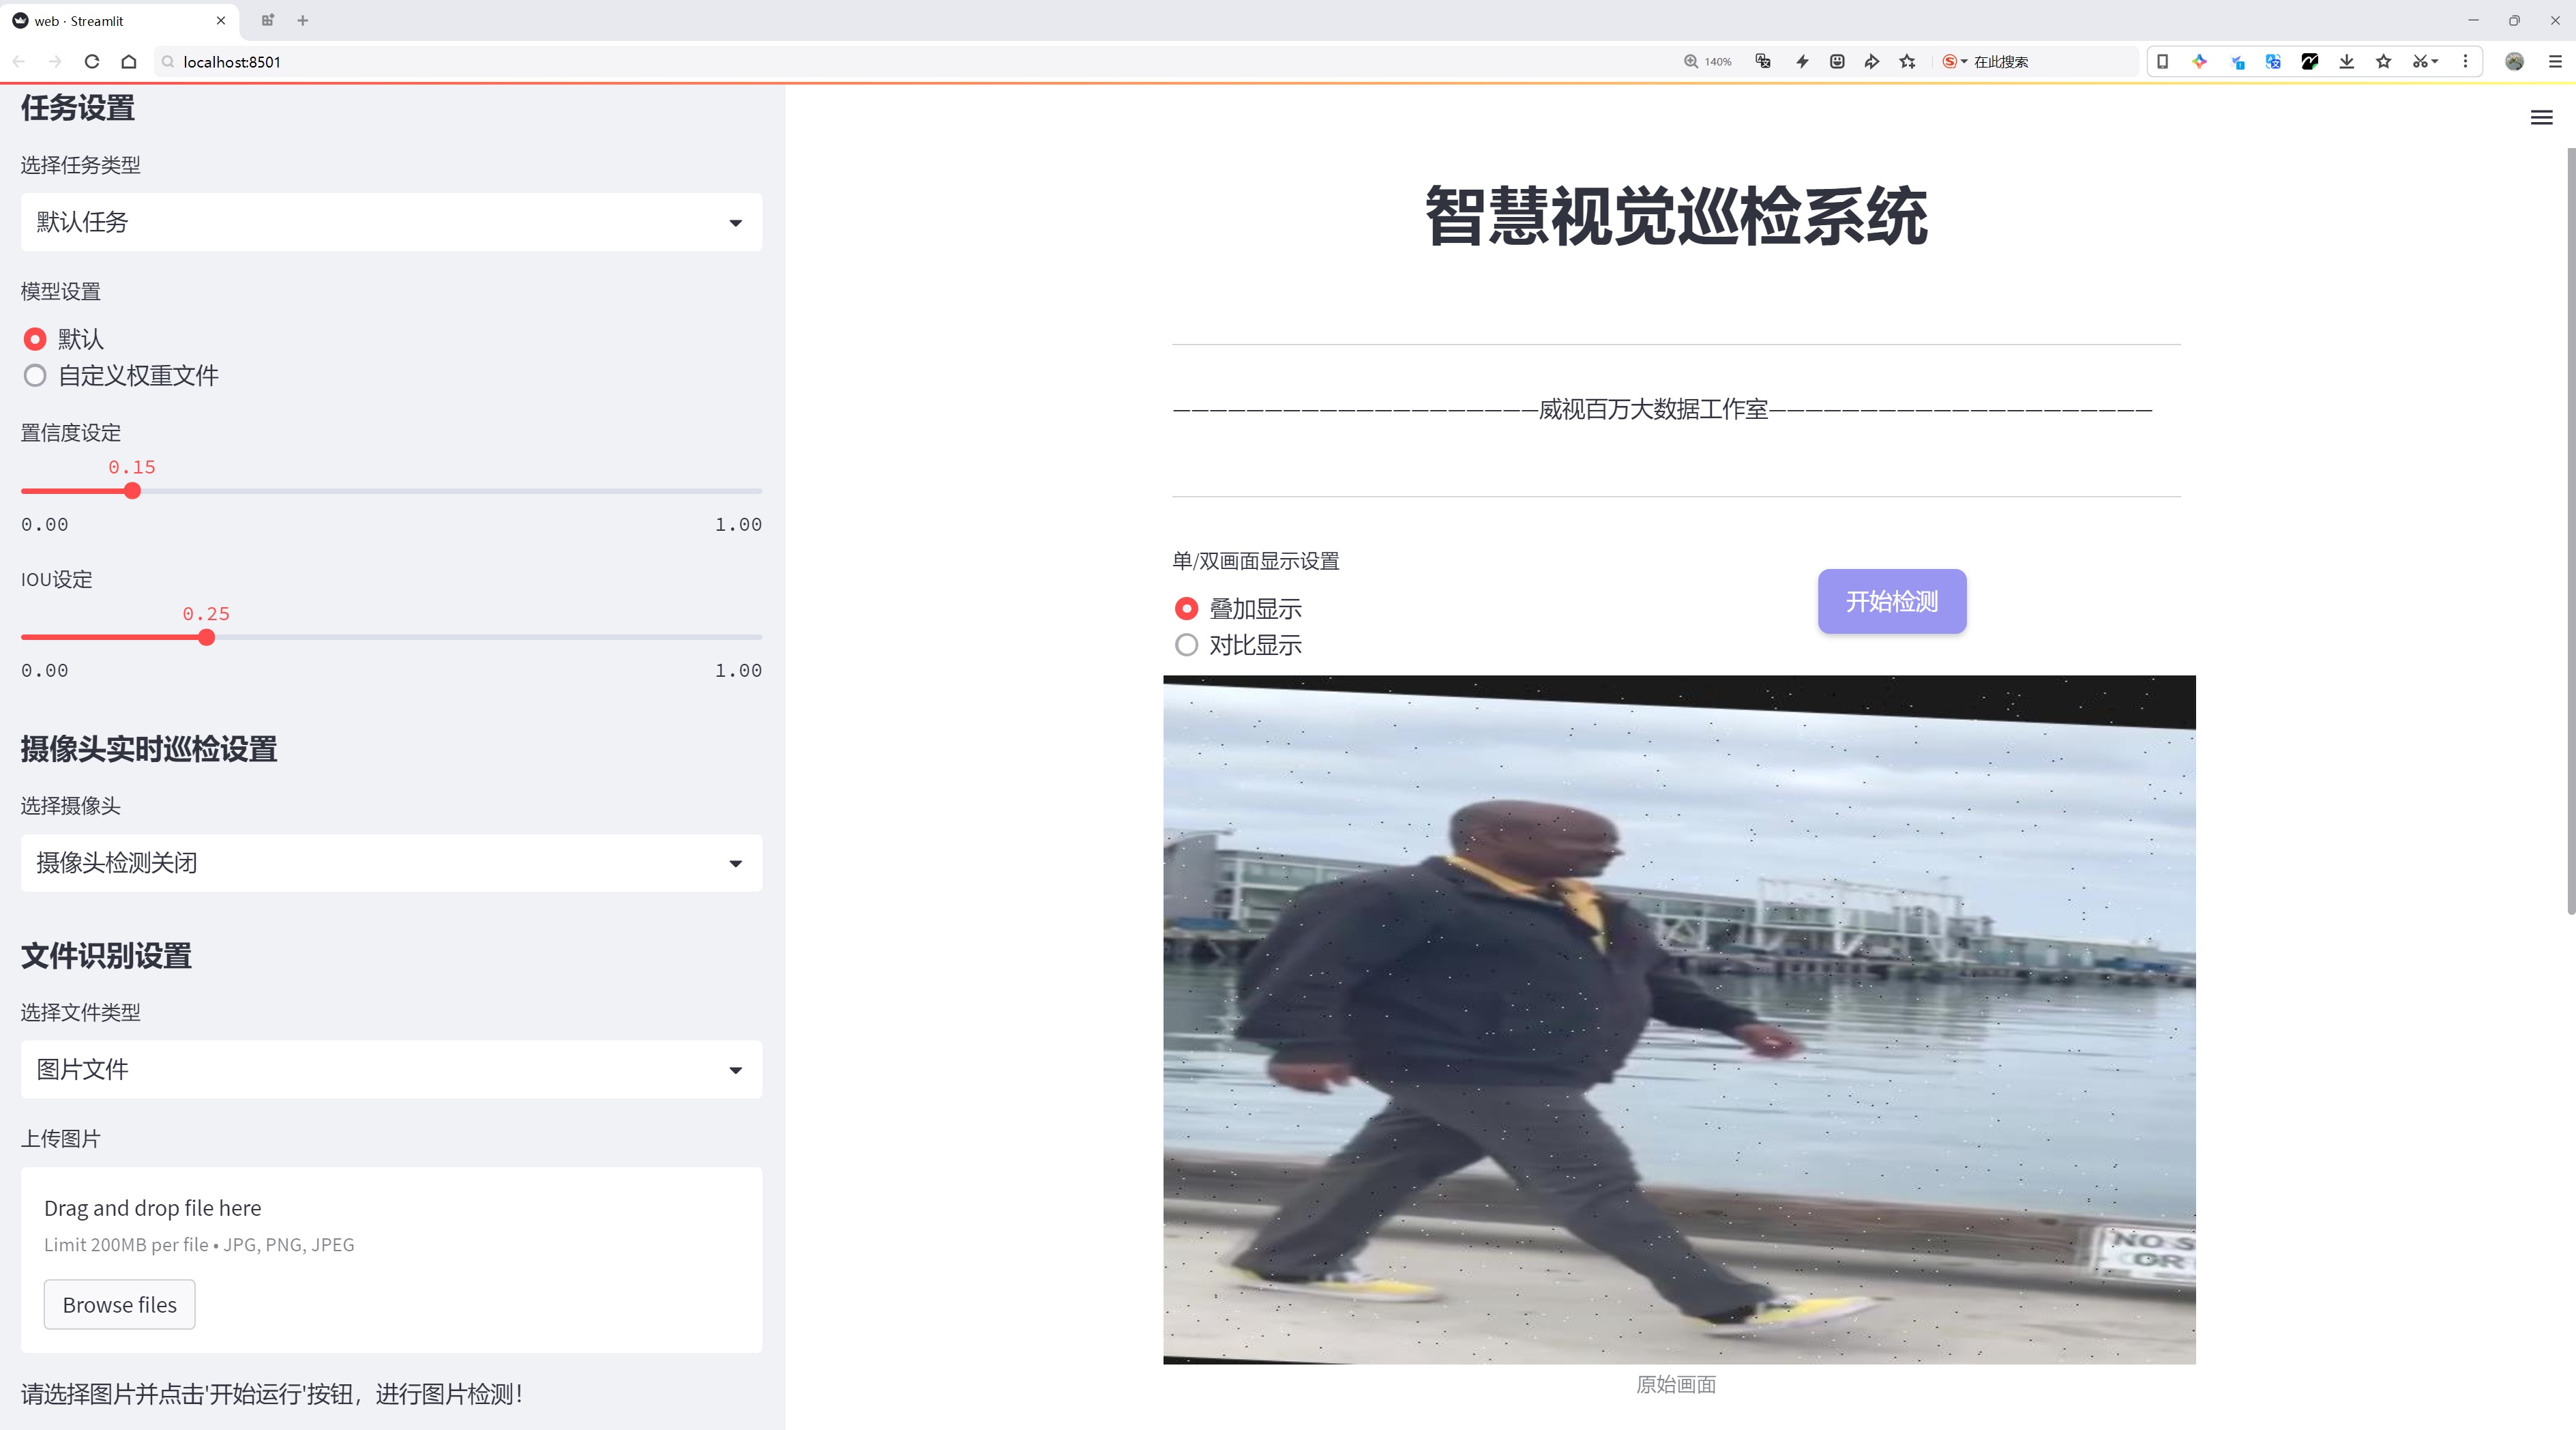 web · Streamlit
localhost:8501
140%
在此搜索
任务设置
选择任务类型
默认任务
模型设置
默认
自定义权重文件
置信度设定
0.15
0.00
1.00
IOU设定
0.25
0.00
1.00
摄像头实时巡检设置
选择摄像头
摄像头检测关闭
文件识别设置
选择文件类型
图片文件
上传图片
Drag and drop file here
Limit 200MB per file • JPG, PNG, JPEG
Browse files
请选择图片并点击'开始运行'按钮，进行图片检测！
智慧视觉巡检系统
————————————————————威视百万大数据工作室—————————————————————
单/双画面显示设置
叠加显示
对比显示
开始检测
NO S
OR
原始画面